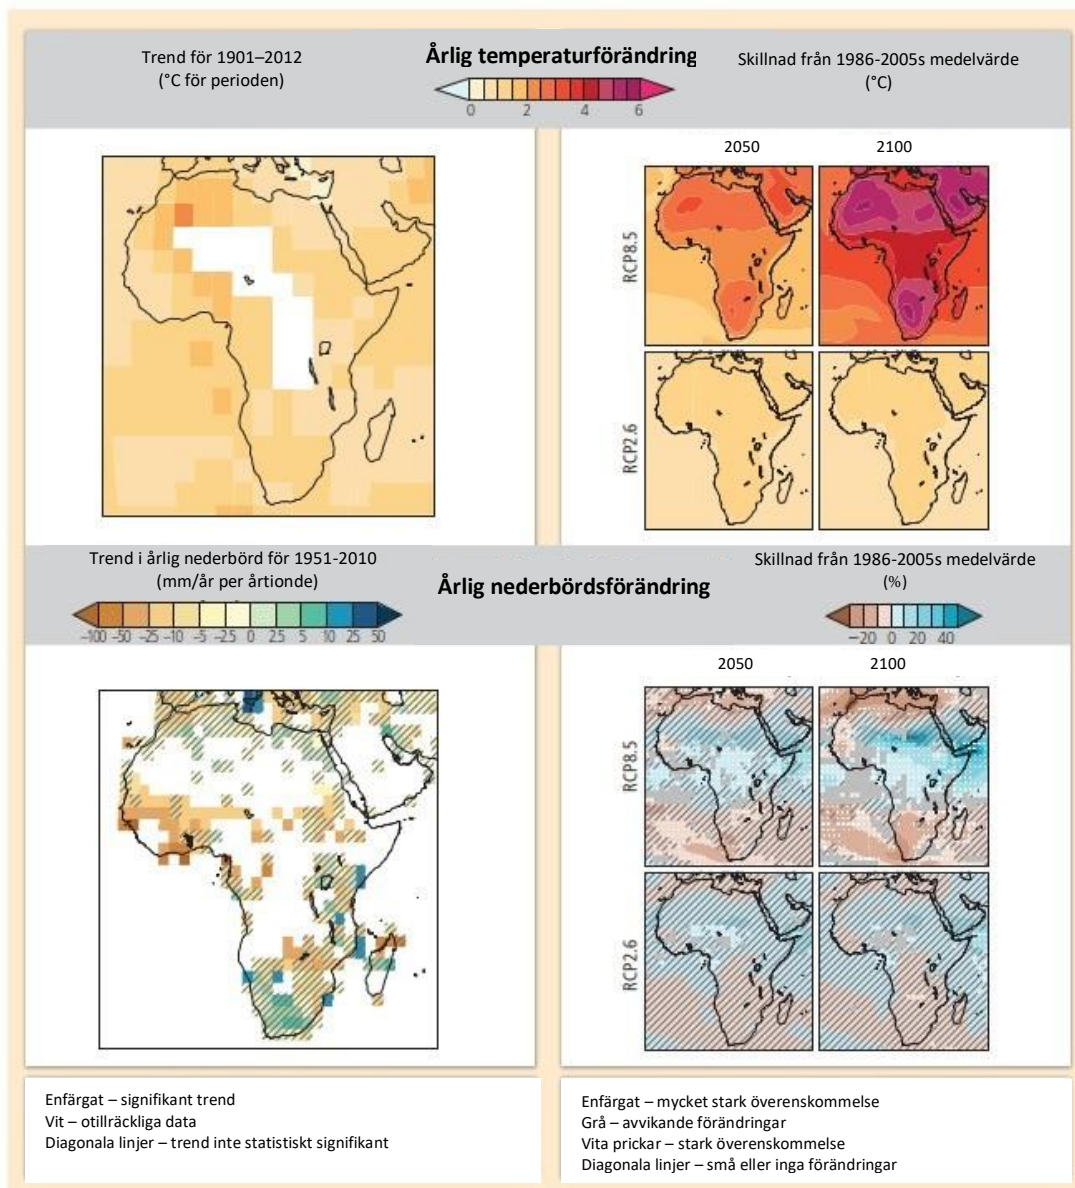 Trend för 1901–2012
(°C för perioden)
Årlig temperaturförändring
0 2 4 6
Skillnad från 1986-2005s medelvärde
(°C)
2050 2100
RCP8.5
RCP2.6
Trend i årlig nederbörd för 1951-2010
(mm/år per årtionde)
-100 -50 -25 -10 -5 -2.5 0 2.5 5 10 25 50
Årlig nederbördsförändring
Skillnad från 1986-2005s medelvärde
(%)
-20 0 20 40
2050 2100
RCP8.5
RCP2.6
Enfärgat – signifikant trend
Vit – otillräckliga data
Diagonala linjer – trend inte statistiskt signifikant
Enfärgat – mycket stark överenskommelse
Grå – avvikande förändringar
Vita prickar – stark överenskommelse
Diagonala linjer – små eller inga förändringar